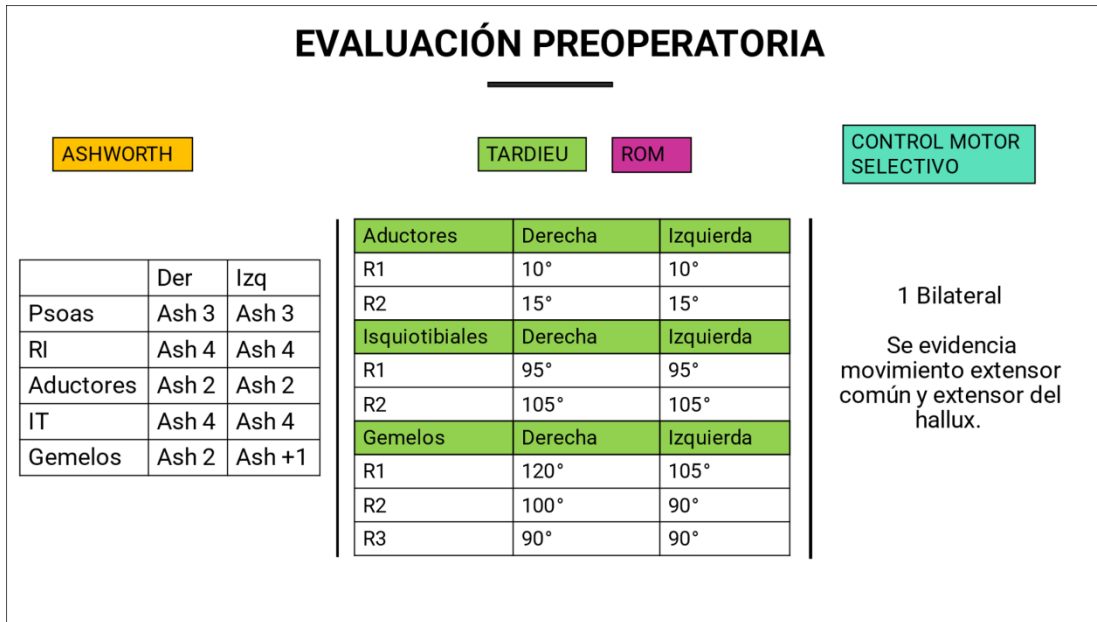 EVALUACIÓN PREOPERATORIA
ASHWORTH
Der Izq
Psoas Ash 3 Ash 3
RI Ash 4 Ash 4
Aductores Ash 2 Ash 2
IT Ash 4 Ash 4
Gemelos Ash 2 Ash +1
TARDIEU ROM
Aductores Derecha Izquierda
R1 10° 10°
R2 15° 15°
Isquiotibiales Derecha Izquierda
R1 95° 95°
R2 105° 105°
Gemelos Derecha Izquierda
R1 120° 105°
R2 100° 90°
R3 90° 90°
CONTROL MOTOR
SELECTIVO
1 Bilateral
Se evidencia
movimiento extensor
común y extensor del
hallux.